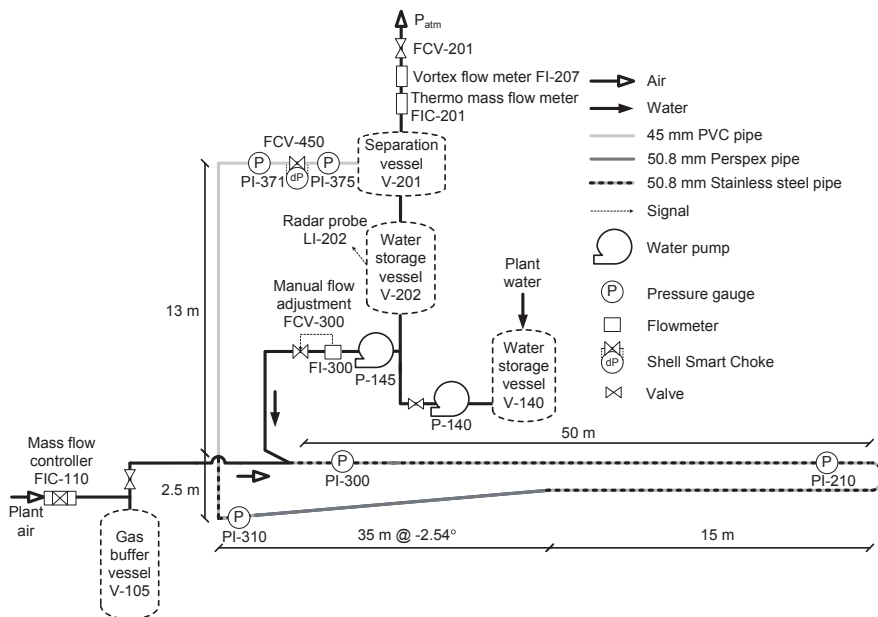 Patm
FCV-201
Vortex flow meter FI-207
Thermo mass flow meter
FIC-201
Air
Water
45 mm PVC pipe
50.8 mm Perspex pipe
50.8 mm Stainless steel pipe
Signal
Water pump
P
Pressure gauge
Flowmeter
dP
Shell Smart Choke
Valve
FCV-450
P
P
dP
PI-371
PI-375
Separation
vessel
V-201
Radar probe
LI-202
Water
storage
vessel
V-202
Plant
water
Manual flow
adjustment
FCV-300
13 m
FI-300
P-145
Water
storage
vessel
V-140
P-140
50 m
Mass flow
controller
FIC-110
P
P
PI-300
PI-210
2.5 m
Plant
air
P
PI-310
35 m @ -2.54°
15 m
Gas
buffer
vessel
V-105